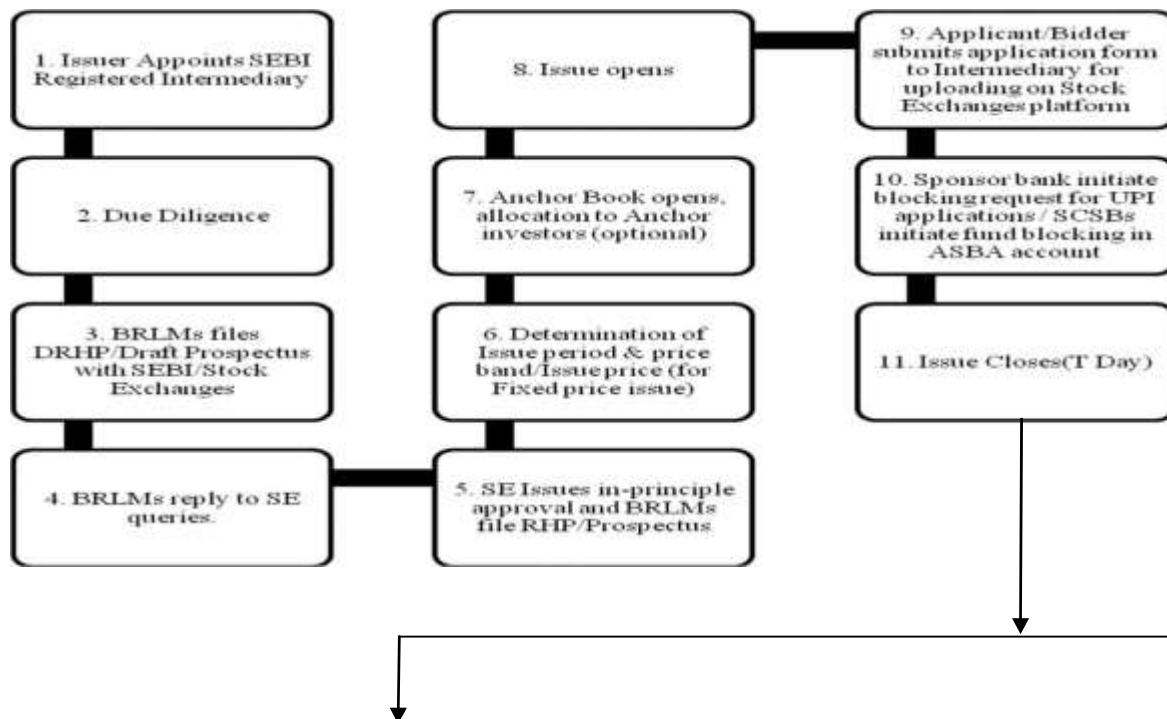 1. Issuer Appoints SEBI
Registered Intermediary
2. Due Diligence
3. BRLMs files
DRHP/Draft Prospectus
with SEBI/Stock
Exchanges
4. BRLMs reply to SE
queries.
5. SE Issues in-principle
approval and BRLMs
file RHP/Prospectus
6. Determination of
Issue period & price
band/Issue price (for
Fixed price issue)
7. Anchor Book opens,
allocation to Anchor
investors (optional)
8. Issue opens
9. Applicant/Bidder
submits application form
to Intermediary for
uploading on Stock
Exchanges platform
10. Sponsor bank initiate
blocking request for UPI
applications / SCSBs
initiate fund blocking in
ASBA account
11. Issue Closes(T Day)